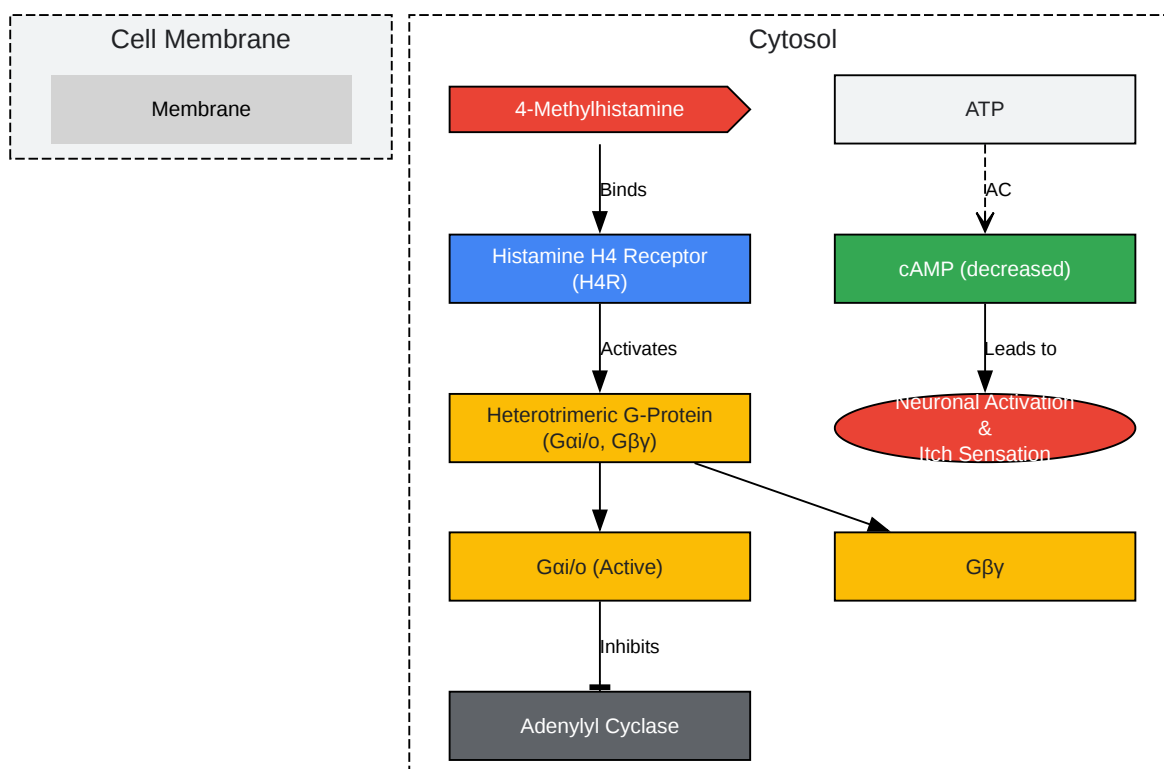 Cell Membrane
Membrane
Cytosol
4-Methylhistamine
ATP
Binds
AC
Histamine H4 Receptor
(H4R)
cAMP (decreased)
Activates
Leads to
Heterotrimeric G-Protein
(Gαi/o, Gβγ)
Neuronal Activation
&
Itch Sensation
Gαi/o (Active)
Gβγ
Inhibits
Adenylyl Cyclase